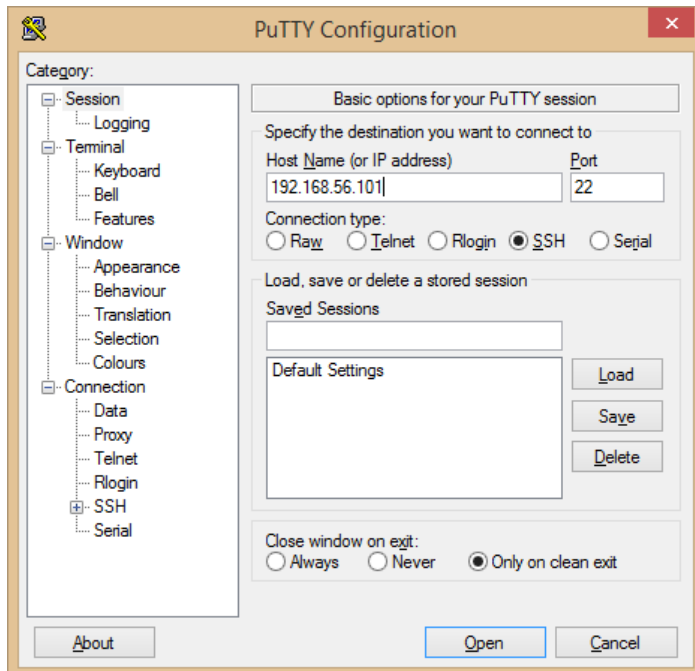 PuTTY Configuration
×
Category:
Session
Logging
Terminal
Keyboard
Bell
Features
Window
Appearance
Behaviour
Translation
Selection
Colours
Connection
Data
Proxy
Telnet
Rlogin
SSH
Serial
Basic options for your PuTTY session
Specify the destination you want to connect to
Host Name (or IP address) Port
192.168.56.101 22
Connection type:
Raw Telnet Rlogin SSH Serial
Load, save or delete a stored session
Saved Sessions
Default Settings
Load
Save
Delete
Close window on exit:
Always Never Only on clean exit
About Open Cancel